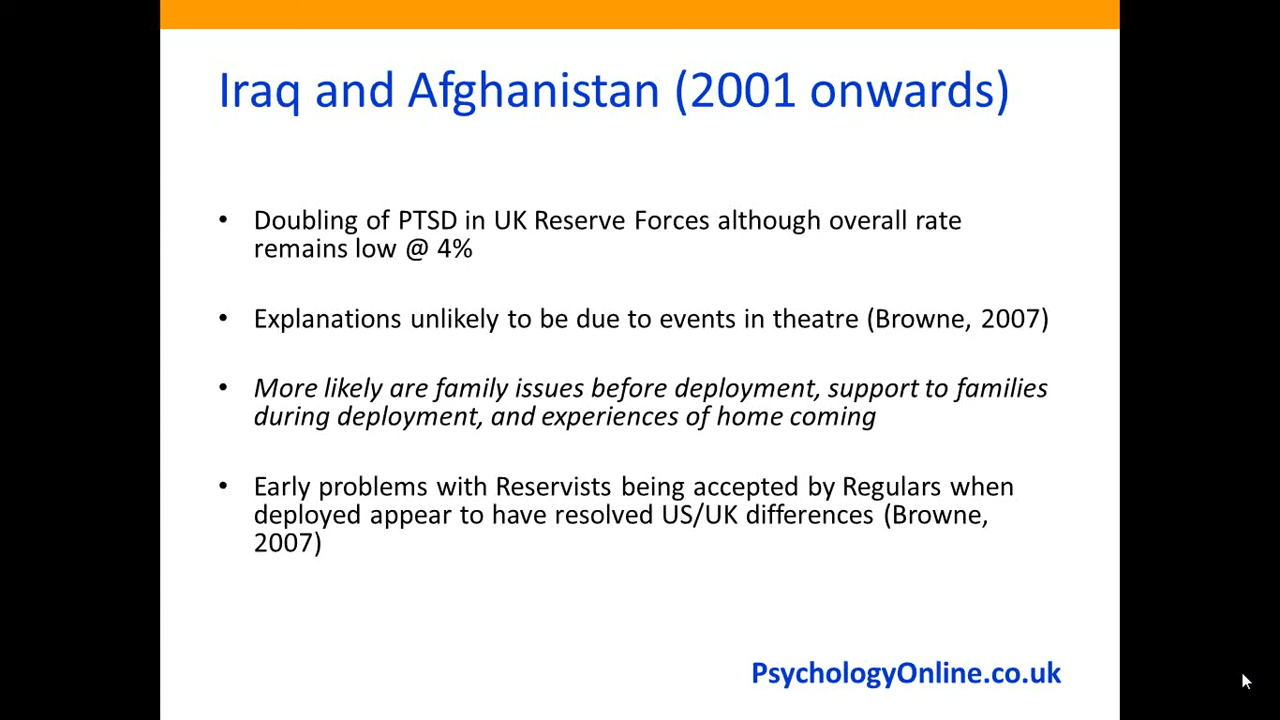 Iraq and Afghanistan (2001 onwards)
• Doubling of PTSD in UK Reserve Forces although overall rate
remains low @ 4%
• Explanations unlikely to be due to events in theatre (Browne, 2007)
• More likely are family issues before deployment, support to families
during deployment, and experiences of home coming
• Early problems with Reservists being accepted by Regulars when
deployed appear to have resolved US/UK differences (Browne,
2007)
PsychologyOnline.co.uk